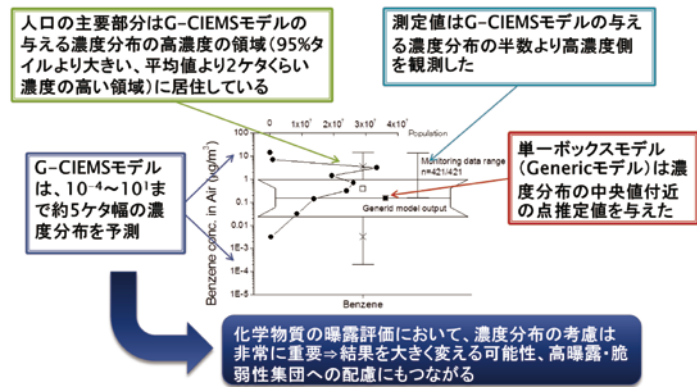 人口の主要部分はG-CIEMSモデルの
与える濃度分布の高濃度の領域(95%タ
イルより大きい、平均値より2ケタくらい
濃度の高い領域)に居住している
測定値はG-CIEMSモデルの与え
る濃度分布の半数より高濃度側
を観測した
G-CIEMSモデル
は、10⁻⁴～10¹ま
で約5ケタ幅の濃
度分布を予測
単一ボックスモデル
(Genericモデル)は濃
度分布の中央値付近
の点推定値を与えた
0 1x10⁷ 2x10⁷ 3x10⁷ 4x10⁷
Population
Benzene conc. in Air (μg/m³)
100
10
1
0.1
0.01
1E-3
1E-4
1E-5
Monitoring data range
n=421/421
Generid model output
Benzene
化学物質の曝露評価において、濃度分布の考慮は
非常に重要⇒結果を大きく変える可能性、高曝露・脆
弱性集団への配慮にもつながる